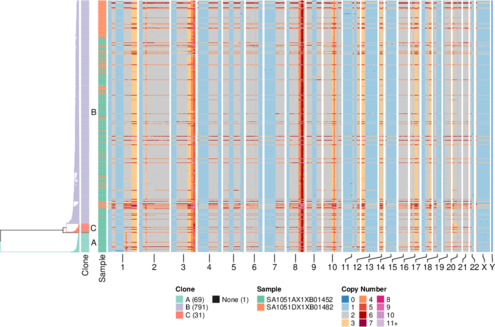 B
C
A
Clone
Sample
1 2 3 4 5 6 7 8 9 10 11 12 13 14 15 16 17 18 19 20 21 22 X Y
Clone Sample Copy Number
A (69) None (1) SA1051AX1XB01452 0 4 8
B (791) SA1051DX1XB01482 1 5 9
C (31) 2 6 10
3 7 11+